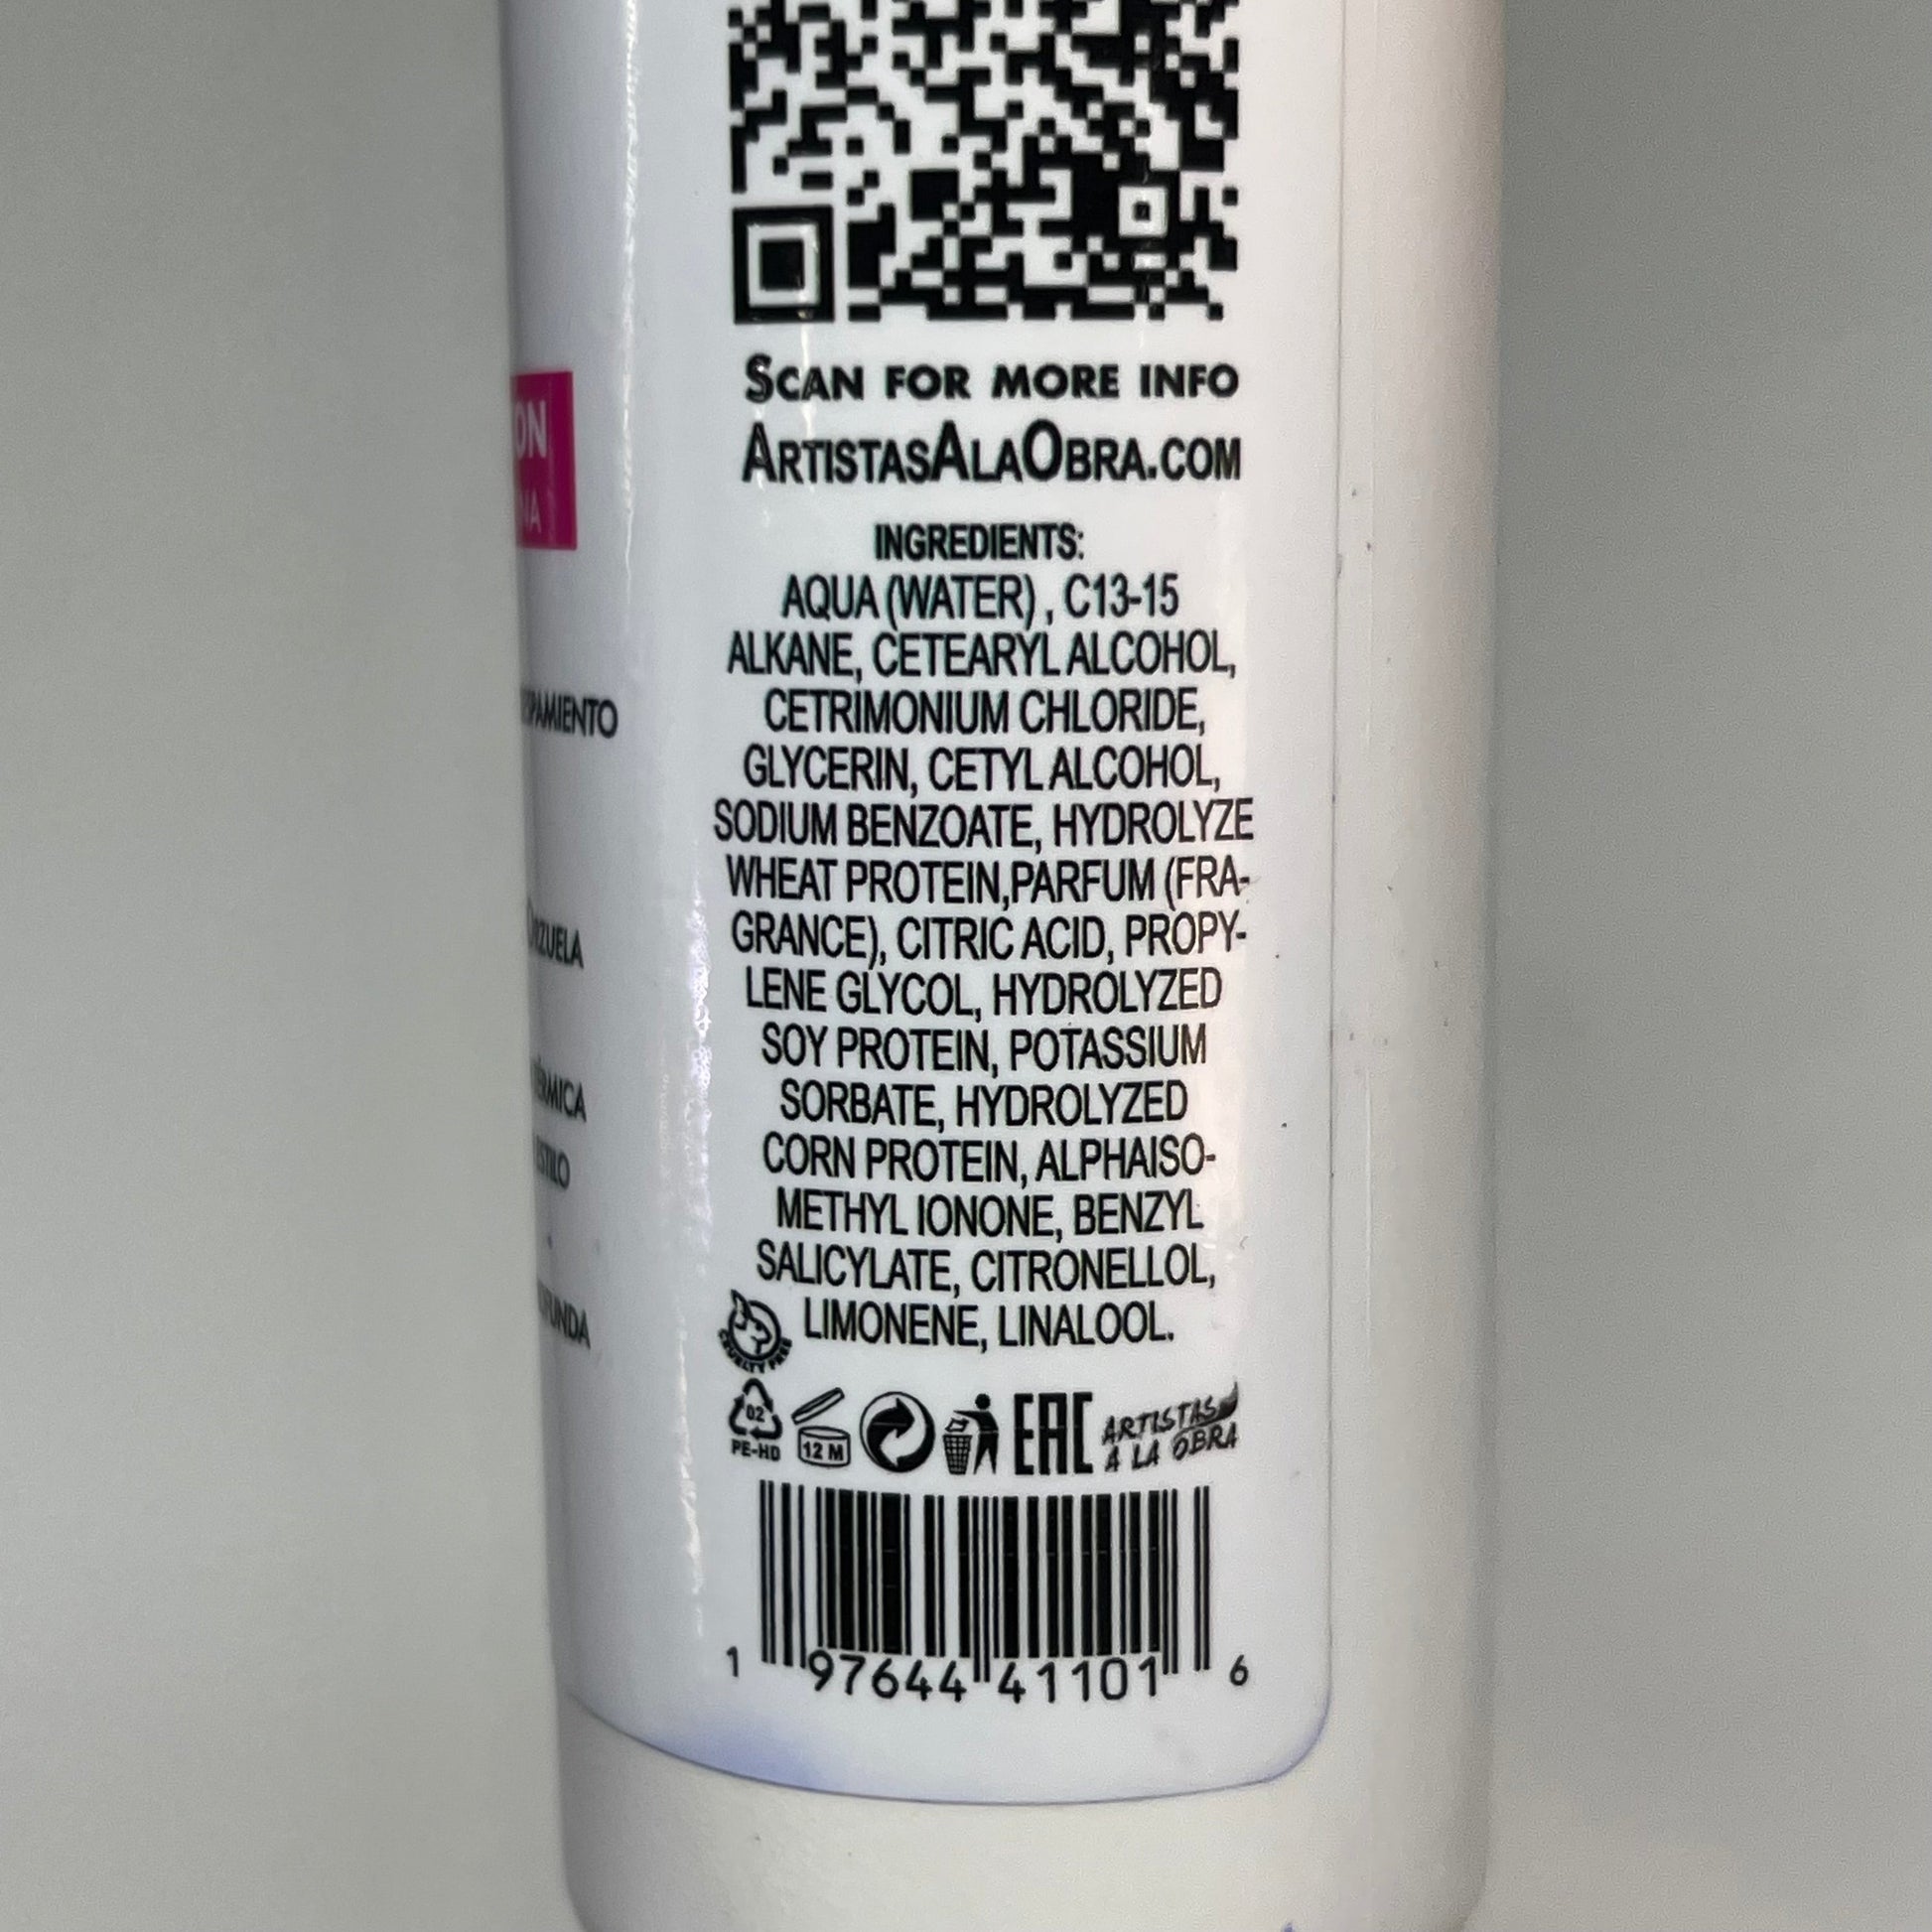 SCAN FOR MORE INFO
ARTISTASALAOBRA.COM
INGREDIENTS:
AQUA (WATER) , C13-15
ALKANE, CETEARYL ALCOHOL,
CETRIMONIUM CHLORIDE,
GLYCERIN, CETYL ALCOHOL,
SODIUM BENZOATE, HYDROLYZE
WHEAT PROTEIN,PARFUM (FRA-
GRANCE), CITRIC ACID, PROPY-
LENE GLYCOL, HYDROLYZED
SOY PROTEIN, POTASSIUM
SORBATE, HYDROLYZED
CORN PROTEIN, ALPHAISO-
METHYL IONONE, BENZYL
SALICYLATE, CITRONELLOL,
LIMONENE, LINALOOL.
CRUELTY FREE
02
PE-HD
12 M
EAC
ARTISTAS
A LA OBRA
1 97644 41101 6